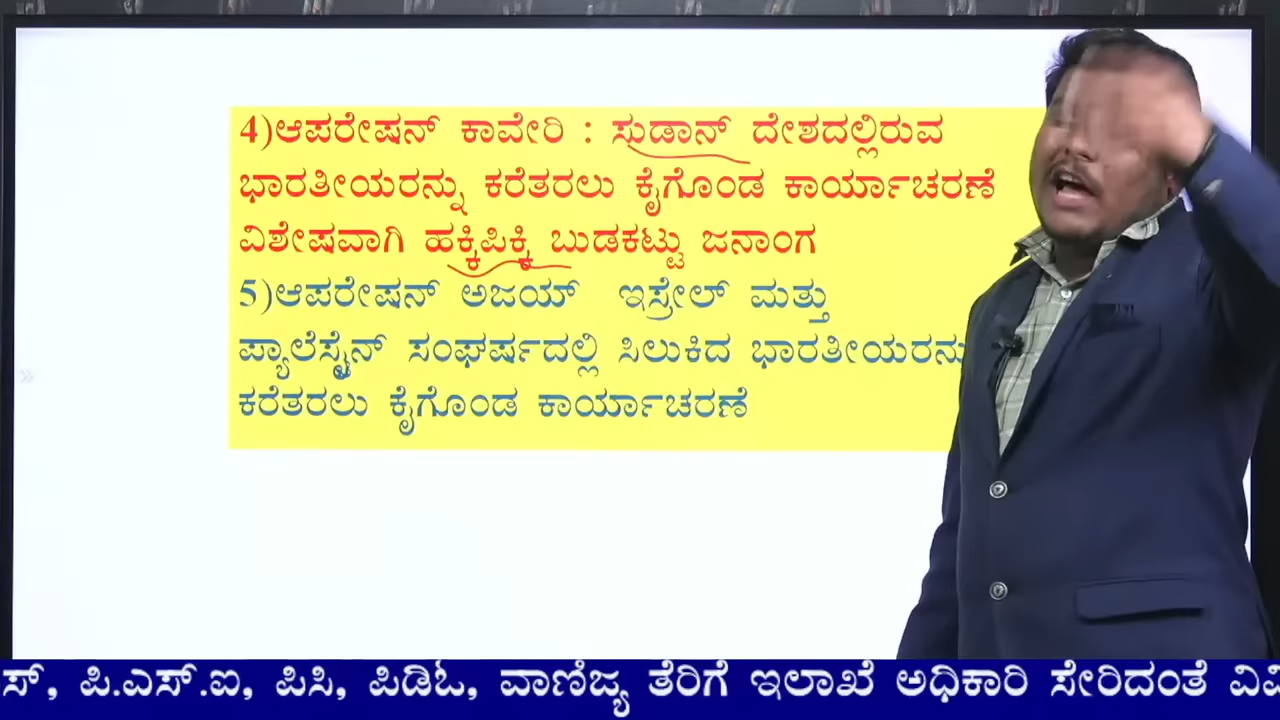 4)ಆಪರೇಷನ್ ಕಾವೇರಿ : ಸುಡಾನ್ ದೇಶದಲ್ಲಿರುವ
ಭಾರತೀಯರನ್ನು ಕರೆತರಲು ಕೈಗೊಂಡ ಕಾರ್ಯಾಚರಣೆ
ವಿಶೇಷವಾಗಿ ಹಕ್ಕಿಪಿಕ್ಕಿ ಬುಡಕಟ್ಟು ಜನಾಂಗ
5)ಆಪರೇಷನ್ ಅಜಯ್ ಇಸ್ರೇಲ್ ಮತ್ತು
ಪ್ಯಾಲೆಸ್ಟೈನ್ ಸಂಘರ್ಷದಲ್ಲಿ ಸಿಲುಕಿದ ಭಾರತೀಯರನು
ಕರೆತರಲು ಕೈಗೊಂಡ ಕಾರ್ಯಾಚರಣೆ
ಸ್, ಪಿ.ಎಸ್.ಐ, ಪಿಸಿ, ಪಿಡಿಓ, ವಾಣಿಜ್ಯ ತೆರಿಗೆ ಇಲಾಖೆ ಅಧಿಕಾರಿ ಸೇರಿದಂತೆ